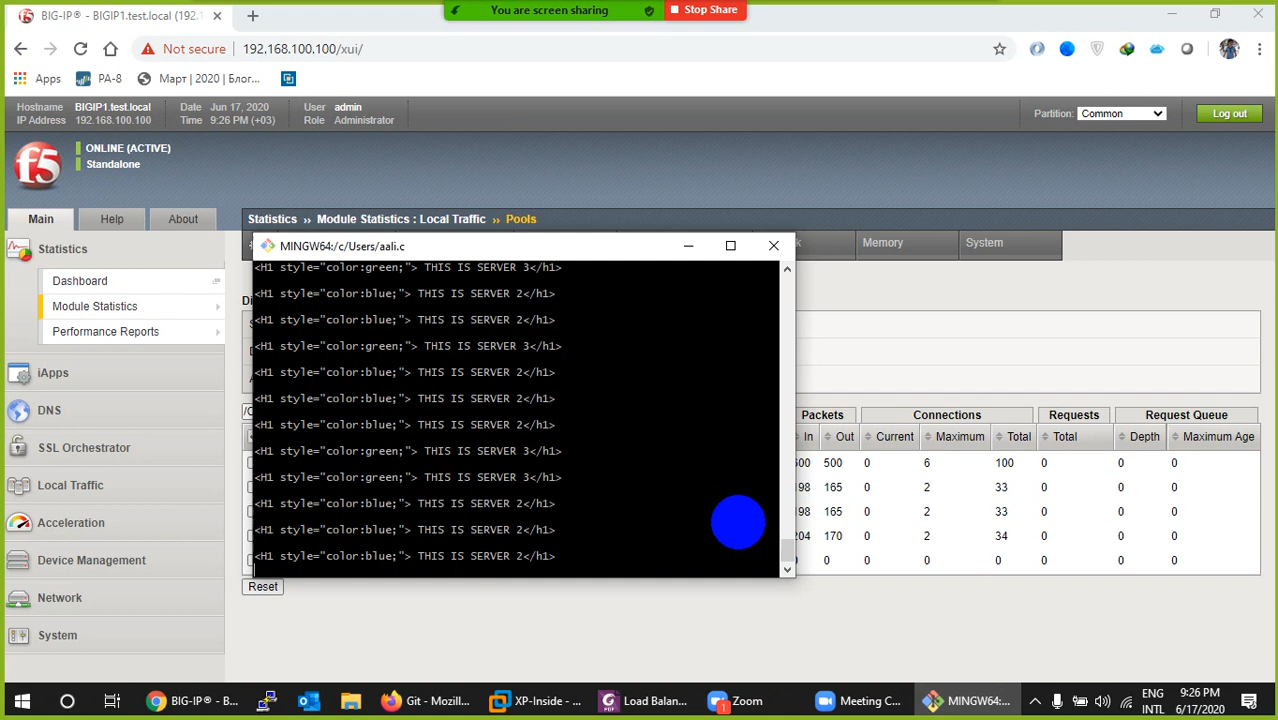 BIG-IP® - BIGIP1.test.local (192.1
You are screen sharing
Stop Share
Not secure
192.168.100.100/xui/
Apps
PA-8
Март | 2020 | Блог...
Hostname BIGIP1.test.local
IP Address 192.168.100.100
Date Jun 17, 2020
Time 9:26 PM (+03)
User admin
Role Administrator
Partition: Common
Log out
f5
ONLINE (ACTIVE)
Standalone
Main
Help
About
Statistics ›› Module Statistics : Local Traffic ›› Pools
Statistics
Dashboard
Module Statistics
Performance Reports
iApps
DNS
SSL Orchestrator
Local Traffic
Acceleration
Device Management
Network
System
Memory
System
MINGW64:/c/Users/aali.c
<H1 style="color:green;"> THIS IS SERVER 3</h1>
<H1 style="color:blue;"> THIS IS SERVER 2</h1>
<H1 style="color:blue;"> THIS IS SERVER 2</h1>
<H1 style="color:green;"> THIS IS SERVER 3</h1>
<H1 style="color:blue;"> THIS IS SERVER 2</h1>
<H1 style="color:blue;"> THIS IS SERVER 2</h1>
<H1 style="color:blue;"> THIS IS SERVER 2</h1>
<H1 style="color:green;"> THIS IS SERVER 3</h1>
<H1 style="color:green;"> THIS IS SERVER 3</h1>
<H1 style="color:blue;"> THIS IS SERVER 2</h1>
<H1 style="color:blue;"> THIS IS SERVER 2</h1>
<H1 style="color:blue;"> THIS IS SERVER 2</h1>
Packets Connections Requests Request Queue
In Out Current Maximum Total Total Depth Maximum Age
500 0 6 100 0 0 0
198 165 0 2 33 0 0 0
198 165 0 2 33 0 0 0
204 170 0 2 34 0 0 0
0 0 0 0 0 0 0 0
Reset
BIG-IP® - B...
Git - Mozill...
XP-Inside - ...
Load Balan...
1
Zoom
Meeting C...
MINGW64:...
ENG
INTL
9:26 PM
6/17/2020